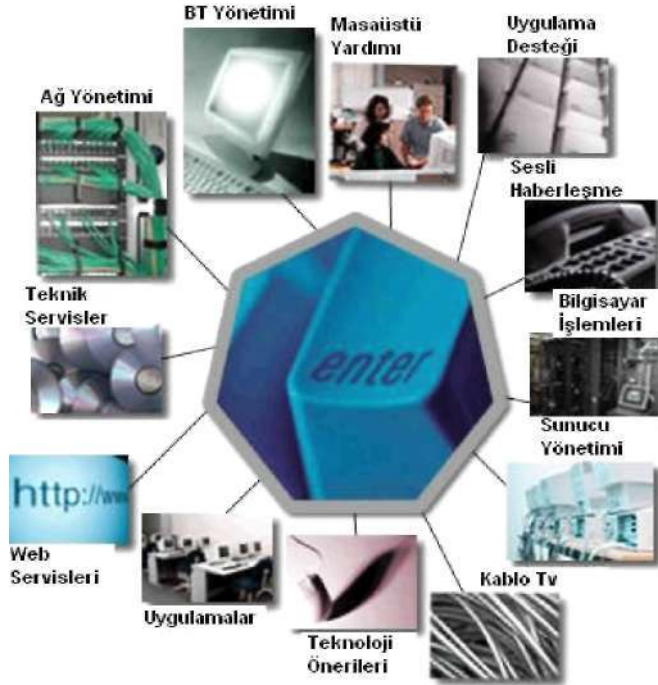 BT Yönetimi
Masaüstü
Yardımı
Uygulama
Desteği
Ağ Yönetimi
Sesli
Haberleşme
Teknik
Servisler
Bilgisayar
İşlemleri
enter
Sunucu
Yönetimi
http://ww
Web
Servisleri
Uygulamalar
Teknoloji
Önerileri
Kablo Tv